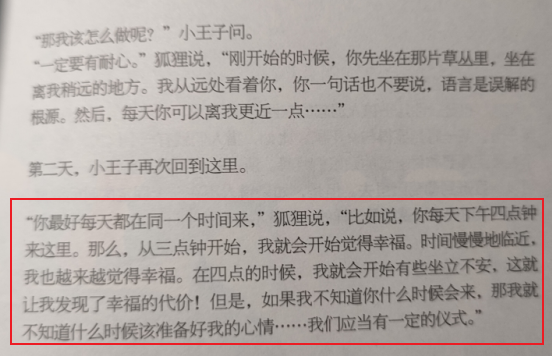 “那我该怎么做呢？”小王子问。
“一定要有耐心。”狐狸说，“刚开始的时候，你先坐在那片草丛里，坐在
离我稍远的地方。我从远处看着你，你一句话也不要说，语言是误解的
根源。然后，每天你可以离我更近一点……”
第二天，小王子再次回到这里。
“你最好每天都在同一个时间来，”狐狸说，“比如说，你每天下午四点钟
来这里。那么，从三点钟开始，我就会开始觉得幸福。时间慢慢地临近，
我也越来越觉得幸福。在四点的时候，我就会开始有些坐立不安，这就
让我发现了幸福的代价！但是，如果我不知道你什么时候会来，那我就
不知道什么时候该准备好我的心情……我们应当有一定的仪式。”